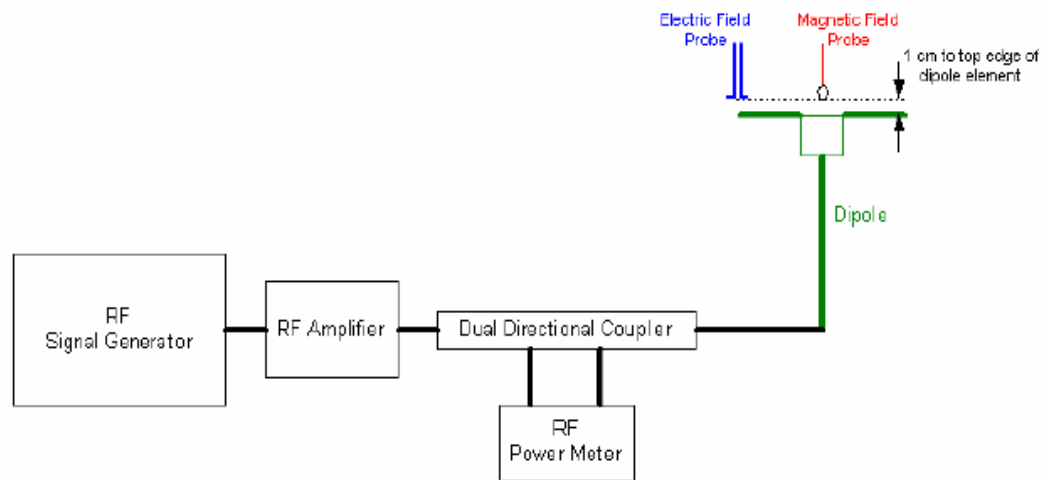 Electric Field
Probe
Magnetic Field
Probe
1 cm to top edge of
dipole element
Dipole
RF
Signal Generator
RF Amplifier
Dual Directional Coupler
RF
Power Meter